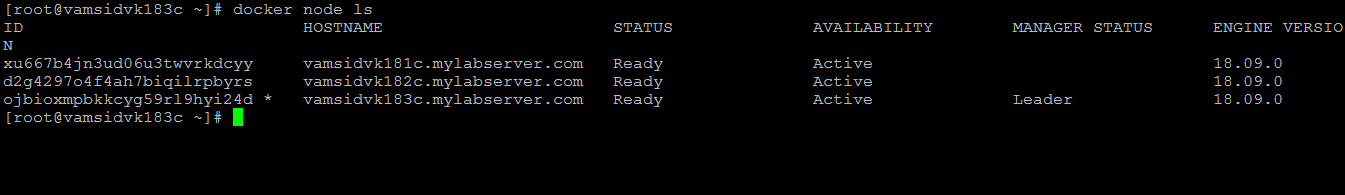 [root@vamsidvk183c ~]# docker node ls
ID                            HOSTNAME                       STATUS              AVAILABILITY        MANAGER STATUS      ENGINE VERSIO
N
xu667b4jn3ud06u3twvrkdcyy     vamsidvk181c.mylabserver.com   Ready               Active                                  18.09.0
d2g4297o4f4ah7biqilrpbyrs     vamsidvk182c.mylabserver.com   Ready               Active                                  18.09.0
ojbioxmpbkkcyg59rl9hyi24d *   vamsidvk183c.mylabserver.com   Ready               Active              Leader              18.09.0
[root@vamsidvk183c ~]#